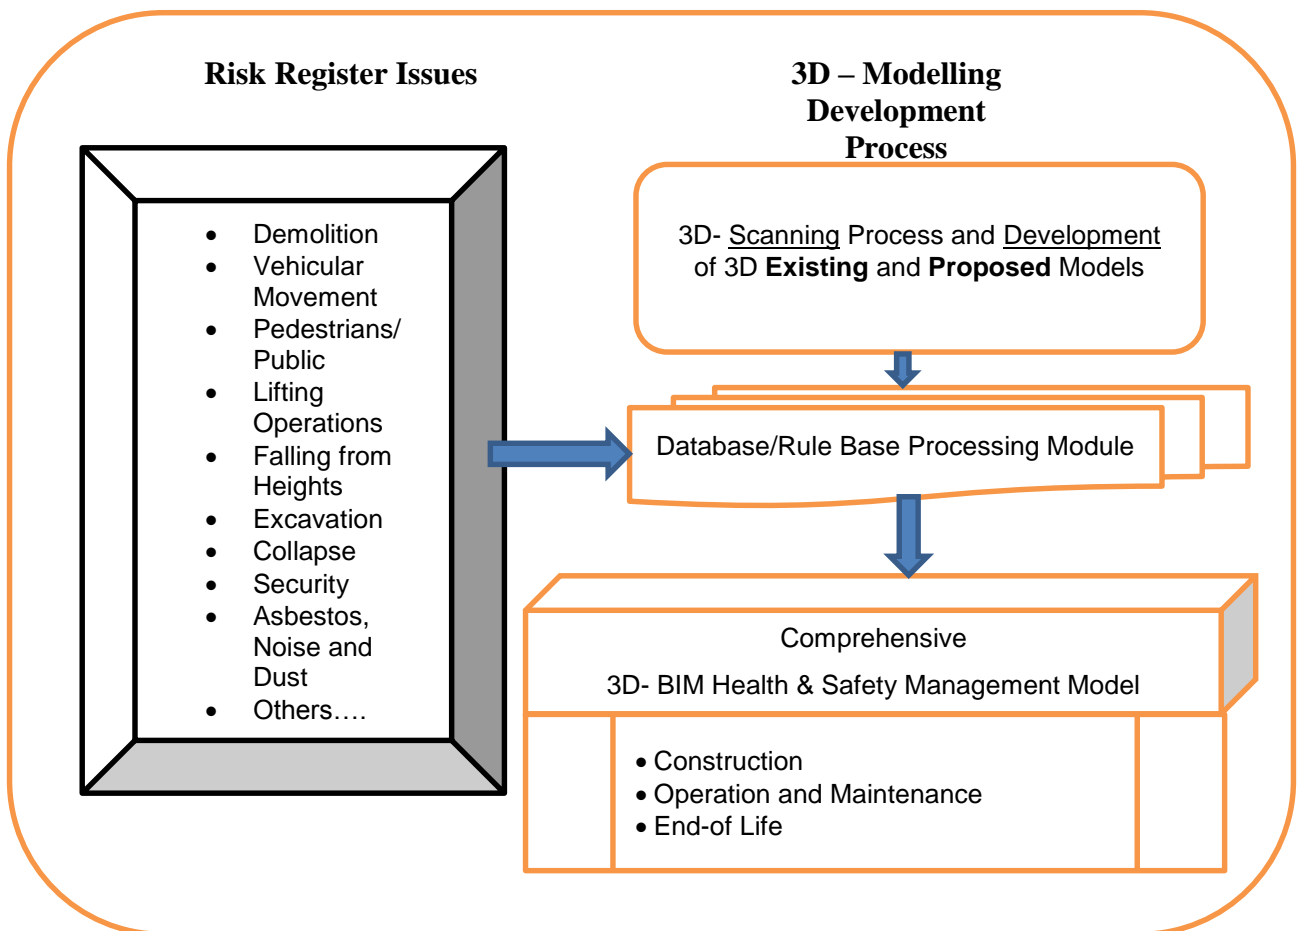 Risk Register Issues
• Demolition
• Vehicular
Movement
• Pedestrians/
Public
• Lifting
Operations
• Falling from
Heights
• Excavation
• Collapse
• Security
• Asbestos,
Noise and
Dust
• Others….
3D – Modelling
Development
Process
3D- Scanning Process and Development
of 3D Existing and Proposed Models
Database/Rule Base Processing Module
Comprehensive
3D- BIM Health & Safety Management Model
• Construction
• Operation and Maintenance
• End-of Life